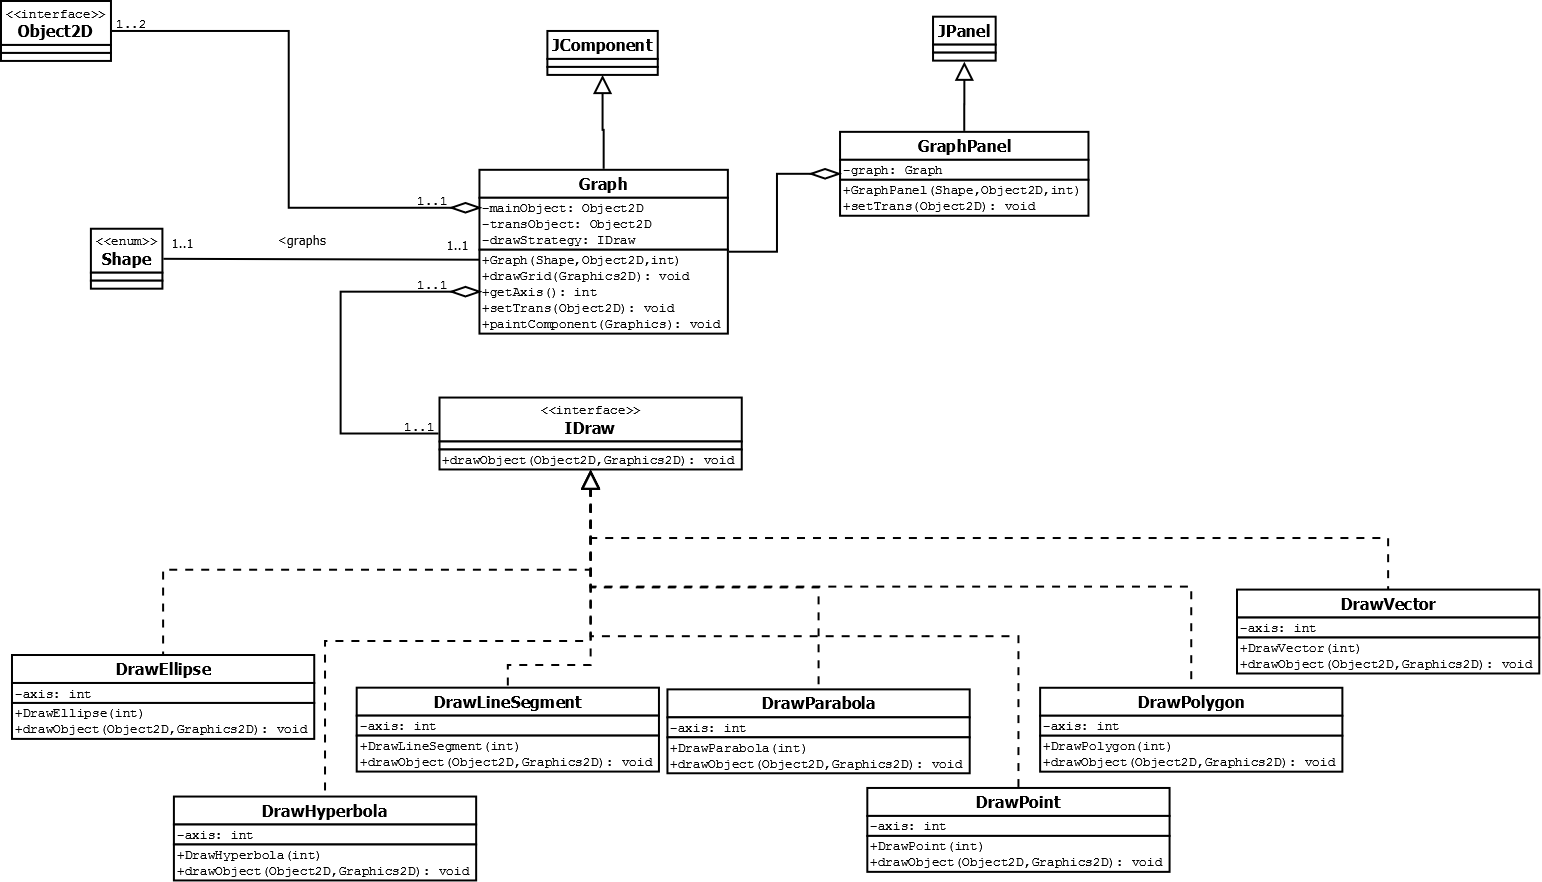 <<interface>>
Object2D
1..2
JComponent
JPanel
GraphPanel
-graph: Graph
+GraphPanel(Shape,Object2D,int)
+setTrans(Object2D): void
Graph
1..1
-mainObject: Object2D
-transObject: Object2D
-drawStrategy: IDraw
+Graph(Shape,Object2D,int)
+drawGrid(Graphics2D): void
+getAxis(): int
+setTrans(Object2D): void
+paintComponent(Graphics): void
<<enum>>
Shape
1..1
<graphs
1..1
1..1
1..1
<<interface>>
IDraw
+drawObject(Object2D,Graphics2D): void
DrawVector
-axis: int
+DrawVector(int)
+drawObject(Object2D,Graphics2D): void
DrawEllipse
-axis: int
+DrawEllipse(int)
+drawObject(Object2D,Graphics2D): void
DrawLineSegment
-axis: int
+DrawLineSegment(int)
+drawObject(Object2D,Graphics2D): void
DrawParabola
-axis: int
+DrawParabola(int)
+drawObject(Object2D,Graphics2D): void
DrawPolygon
-axis: int
+DrawPolygon(int)
+drawObject(Object2D,Graphics2D): void
DrawHyperbola
-axis: int
+DrawHyperbola(int)
+drawObject(Object2D,Graphics2D): void
DrawPoint
-axis: int
+DrawPoint(int)
+drawObject(Object2D,Graphics2D): void